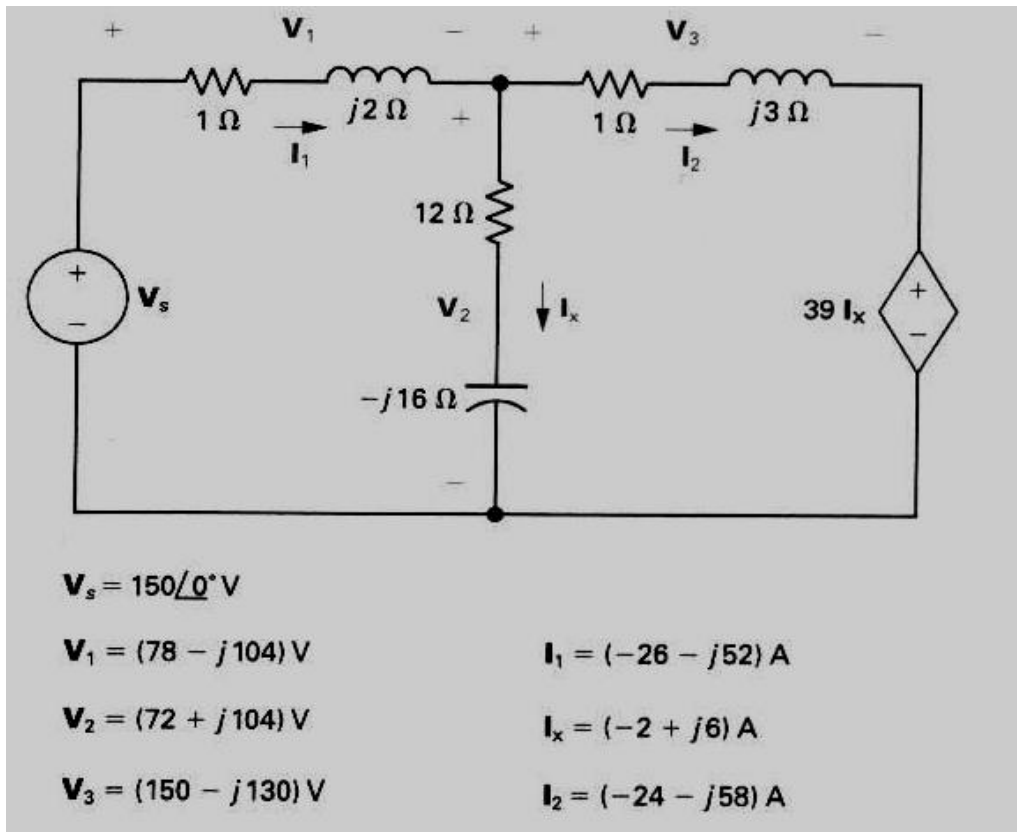 + V₁ − + V₃ −
1 Ω j2 Ω + 1 Ω j3 Ω
I₁ I₂
12 Ω
+ Vₛ − V₂ Iₓ 39 Iₓ + −
−j16 Ω
−
Vₛ = 150/0° V
V₁ = (78 − j104) V I₁ = (−26 − j52) A
V₂ = (72 + j104) V Iₓ = (−2 + j6) A
V₃ = (150 − j130) V I₂ = (−24 − j58) A